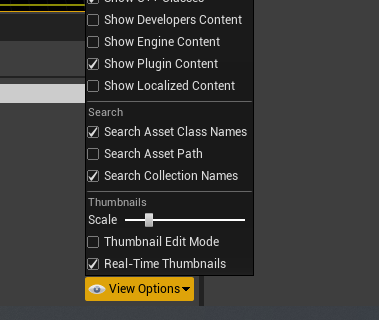 Show C++ Classes
Show Developers Content
Show Engine Content
Show Plugin Content
Show Localized Content
Search
Search Asset Class Names
Search Asset Path
Search Collection Names
Thumbnails
Scale
Thumbnail Edit Mode
Real-Time Thumbnails
View Options